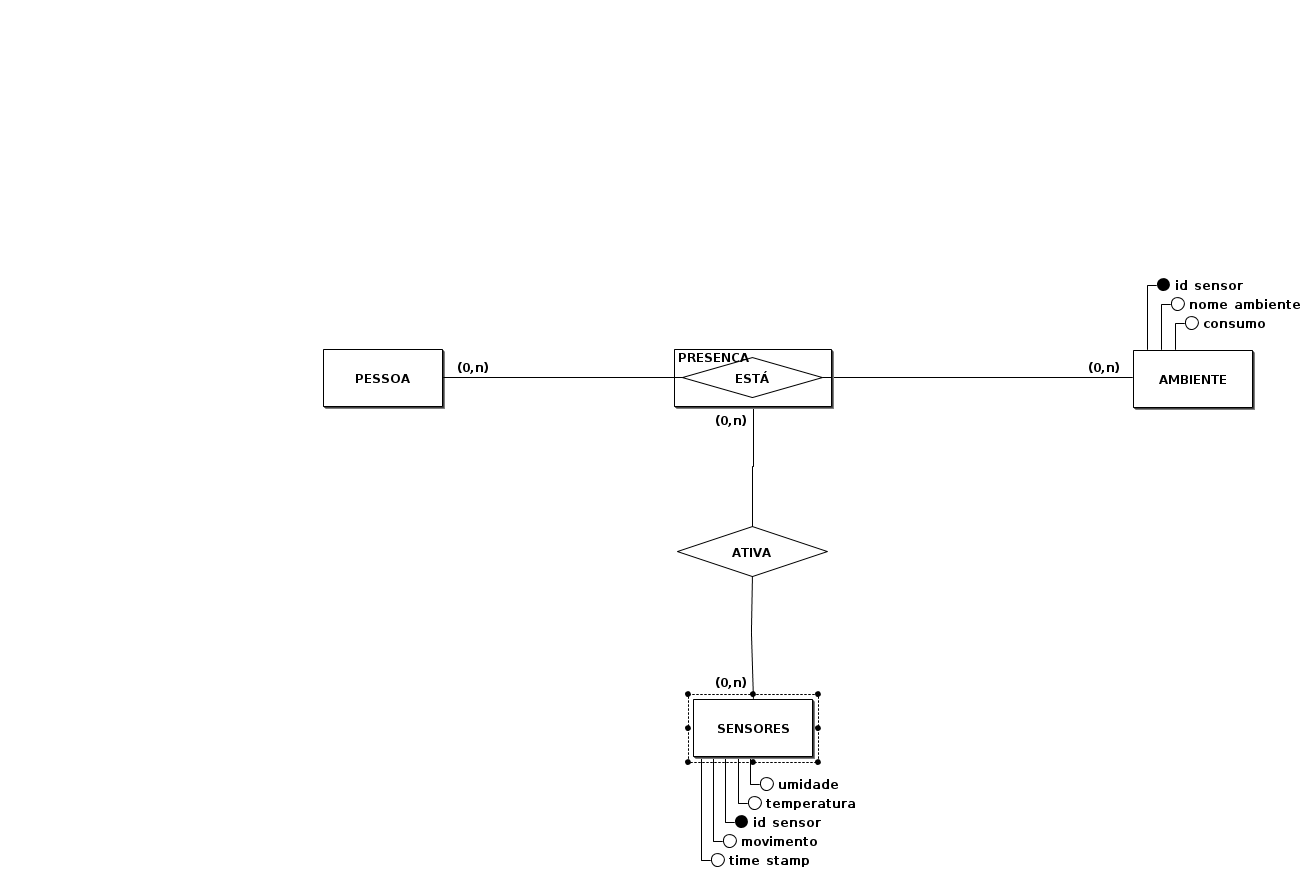 id sensor
nome ambiente
consumo
PRESENCA
(0,n)
(0,n)
PESSOA
ESTÁ
AMBIENTE
(0,n)
ATIVA
(0,n)
SENSORES
umidade
temperatura
id sensor
movimento
time stamp